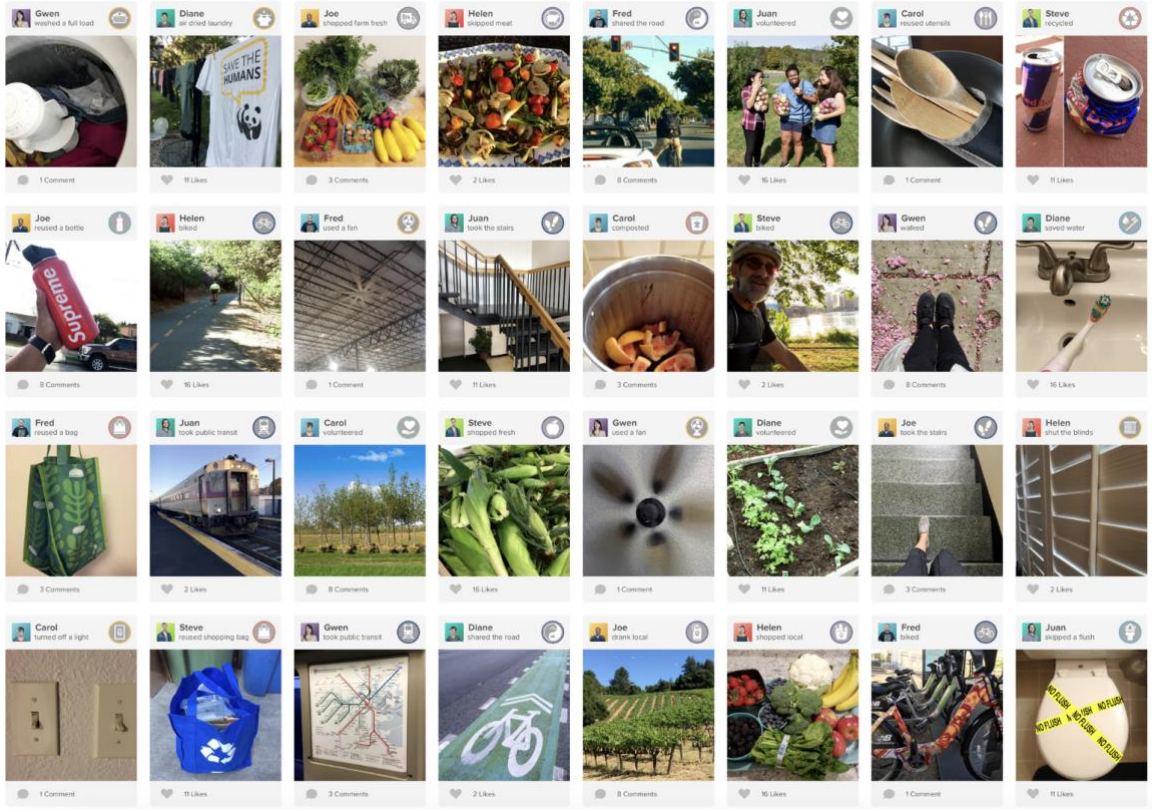 Gwen
washed a full load
Diane
air dried laundry
Joe
shopped farm fresh
Helen
skipped meat
Fred
shared the road
Juan
volunteered
Carol
reused utensils
Steve
recycled
SAVE THE
HUMANS
1 Comment
11 Likes
3 Comments
2 Likes
8 Comments
16 Likes
1 Comment
11 Likes
Joe
reused a bottle
Helen
biked
Fred
used a fan
Juan
took the stairs
Carol
composted
Steve
biked
Gwen
walked
Diane
saved water
Supreme
8 Comments
16 Likes
1 Comment
11 Likes
3 Comments
2 Likes
8 Comments
16 Likes
Fred
reused a bag
Juan
took public transit
Carol
volunteered
Steve
shopped fresh
Gwen
used a fan
Diane
volunteered
Joe
took the stairs
Helen
shut the blinds
3 Comments
2 Likes
8 Comments
16 Likes
1 Comment
11 Likes
3 Comments
2 Likes
Carol
turned off a light
Steve
reused shopping bag
Gwen
took public transit
Diane
shared the road
Joe
drank local
Helen
shopped local
Fred
biked
Juan
skipped a flush
NO FLUSH
NO FLUSH
NO FLUSH
NO FLUSH
1 Comment
11 Likes
3 Comments
2 Likes
8 Comments
16 Likes
1 Comment
11 Likes